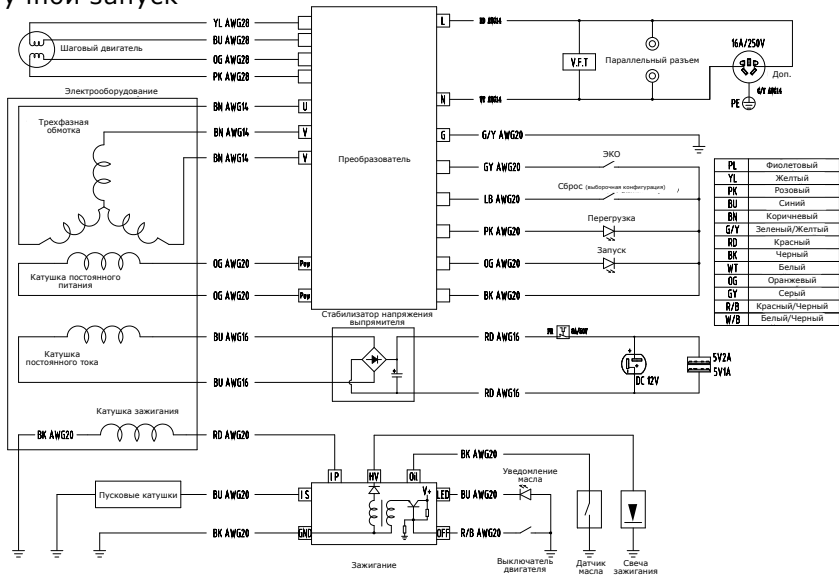 учной запуск
YL AWG28
BU AWG28
OG AWG28
PK AWG28
Шаговый двигатель
Электрооборудование
BN AWG14
BN AWG14
BN AWG14
U
V
V
Трехфазная
обмотка
Преобразователь
L
N
G
V.F.T
Параллельный разъем
16A/250V
Доп.
PE
G/Y AWG20
GY AWG20
LB AWG20
PK AWG20
OG AWG20
BK AWG20
ЭКО
Сброс (выборочная конфигурация) /
Перегрузка
Запуск
PL Фиолетовый
YL Желтый
PK Розовый
BU Синий
BN Коричневый
G/Y Зеленый/Желтый
RD Красный
BK Черный
WT Белый
OG Оранжевый
GY Серый
R/B Красный/Черный
W/B Белый/Черный
OG AWG20
OG AWG20
Катушка постоянного
питания
Стабилизатор напряжения
выпрямителя
BU AWG16
BU AWG16
Катушка
постоянного тока
RD AWG16
RD AWG16
DC 12V
5V2A
5V1A
Катушка зажигания
BK AWG20
RD AWG20
IP
HV
Oil
BK AWG20
Пусковые катушки
BU AWG20
IS
V+
LED
BU AWG20
Уведомление
масла
BK AWG20
GND
OFF
R/B AWG20
Зажигание
Выключатель
двигателя
Датчик
масла
Свеча
зажигания